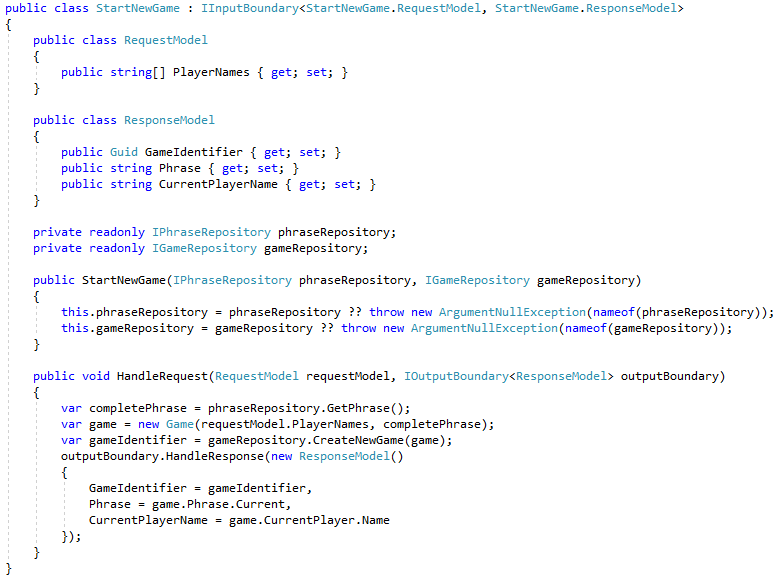 public class StartNewGame : IInputBoundary<StartNewGame.RequestModel, StartNewGame.ResponseModel>
{
    public class RequestModel
    {
        public string[] PlayerNames { get; set; }
    }

    public class ResponseModel
    {
        public Guid GameIdentifier { get; set; }
        public string Phrase { get; set; }
        public string CurrentPlayerName { get; set; }
    }

    private readonly IPhraseRepository phraseRepository;
    private readonly IGameRepository gameRepository;

    public StartNewGame(IPhraseRepository phraseRepository, IGameRepository gameRepository)
    {
        this.phraseRepository = phraseRepository ?? throw new ArgumentNullException(nameof(phraseRepository));
        this.gameRepository = gameRepository ?? throw new ArgumentNullException(nameof(gameRepository));
    }

    public void HandleRequest(RequestModel requestModel, IOutputBoundary<ResponseModel> outputBoundary)
    {
        var completePhrase = phraseRepository.GetPhrase();
        var game = new Game(requestModel.PlayerNames, completePhrase);
        var gameIdentifier = gameRepository.CreateNewGame(game);
        outputBoundary.HandleResponse(new ResponseModel()
        {
            GameIdentifier = gameIdentifier,
            Phrase = game.Phrase.Current,
            CurrentPlayerName = game.CurrentPlayer.Name
        });
    }
}